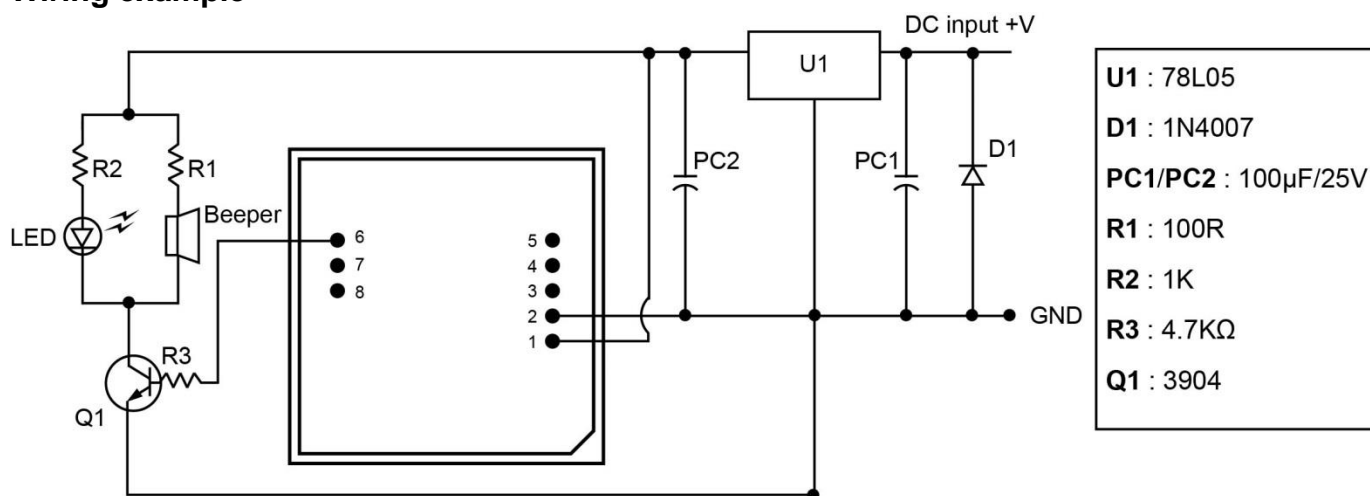 DC input +V
U1
R2
R1
PC2
PC1
D1
LED
Beeper
6
7
8
5
4
3
2
1
GND
R3
Q1
U1 : 78L05
D1 : 1N4007
PC1/PC2 : 100µF/25V
R1 : 100R
R2 : 1K
R3 : 4.7KΩ
Q1 : 3904